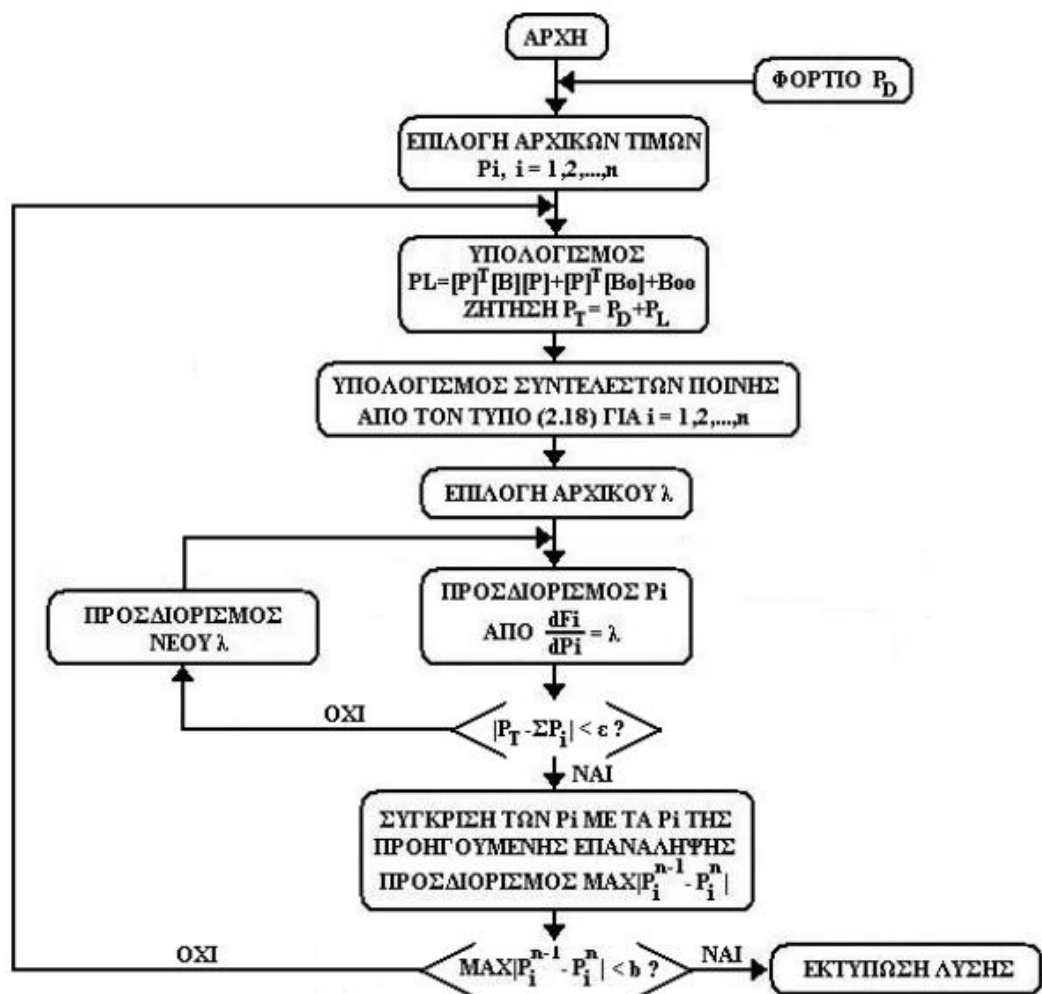 ΑΡΧΗ
ΦΟΡΤΙΟ P_D
ΕΠΙΛΟΓΗ ΑΡΧΙΚΩΝ ΤΙΜΩΝ
Pi, i = 1,2,...,n
ΥΠΟΛΟΓΙΣΜΟΣ
PL=[P]^T[B][P]+[P]^T[Bo]+Boo
ΖΗΤΗΣΗ P_T= P_D+P_L
ΥΠΟΛΟΓΙΣΜΟΣ ΣΥΝΤΕΛΕΣΤΩΝ ΠΟΙΝΗΣ
ΑΠΟ ΤΟΝ ΤΥΠΟ (2.18) ΓΙΑ i = 1,2,...,n
ΕΠΙΛΟΓΗ ΑΡΧΙΚΟΥ λ
ΠΡΟΣΔΙΟΡΙΣΜΟΣ Pi
ΑΠΟ dFi/dPi = λ
ΠΡΟΣΔΙΟΡΙΣΜΟΣ
ΝΕΟΥ λ
ΟΧΙ
|P_T -ΣP_i| < ε ?
ΝΑΙ
ΣΥΓΚΡΙΣΗ ΤΩΝ Pi ΜΕ ΤΑ Pi ΤΗΣ
ΠΡΟΗΓΟΥΜΕΝΗΣ ΕΠΑΝΑΛΗΨΗΣ
ΠΡΟΣΔΙΟΡΙΣΜΟΣ MAX|P_i^n-1 - P_i^n|
ΟΧΙ
MAX|P_i^n-1 - P_i^n| < b ?
ΝΑΙ
ΕΚΤΥΠΩΣΗ ΛΥΣΗΣ